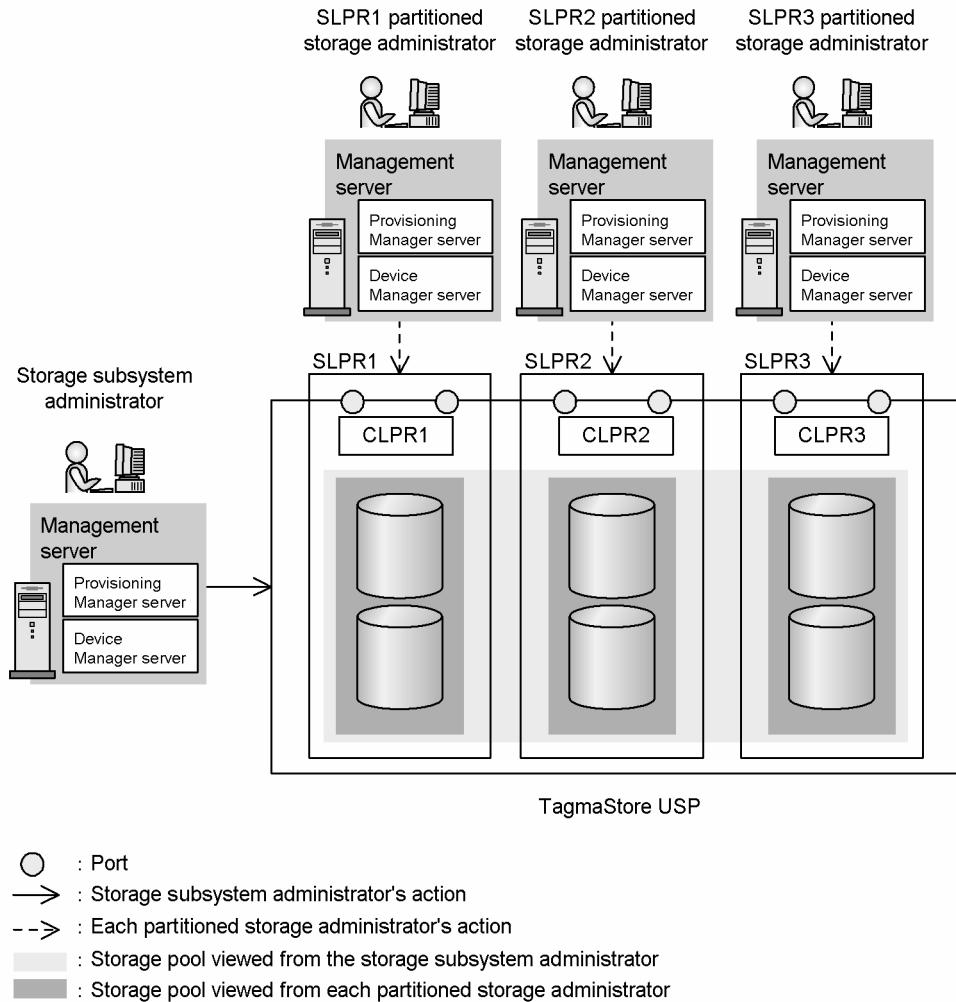 SLPR1 partitioned
storage administrator
SLPR2 partitioned
storage administrator
SLPR3 partitioned
storage administrator
Management
server
Provisioning
Manager server
Device
Manager server
Management
server
Provisioning
Manager server
Device
Manager server
Management
server
Provisioning
Manager server
Device
Manager server
SLPR1
SLPR2
SLPR3
Storage subsystem
administrator
CLPR1
CLPR2
CLPR3
Management
server
Provisioning
Manager server
Device
Manager server
TagmaStore USP
: Port
: Storage subsystem administrator's action
: Each partitioned storage administrator's action
: Storage pool viewed from the storage subsystem administrator
: Storage pool viewed from each partitioned storage administrator